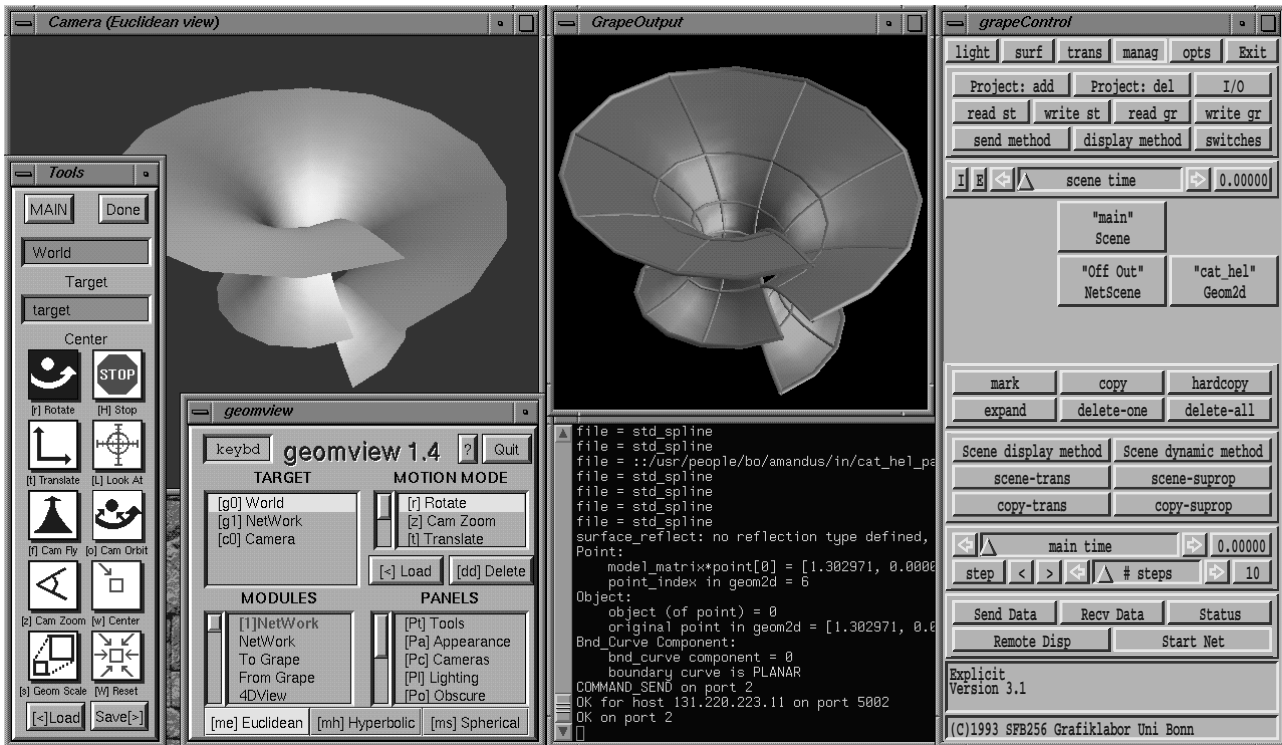 Camera (Euclidean view)
Tools
MAIN Done
World
Target
target
Center
STOP
[r] Rotate [H] Stop
[t] Translate [L] Look At
[f] Cam Fly [o] Cam Orbit
[z] Cam Zoom [w] Center
[s] Geom Scale [W] Reset
[<]Load Save[>]
geomview
keybd geomview 1.4 ? Quit
TARGET MOTION MODE
[g0] World
[g1] NetWork
[c0] Camera
[r] Rotate
[z] Cam Zoom
[t] Translate
[<] Load [dd] Delete
MODULES PANELS
[1]NetWork
NetWork
To Grape
From Grape
4DView
[Pt] Tools
[Pa] Appearance
[Pc] Cameras
[Pl] Lighting
[Po] Obscure
[me] Euclidean [mh] Hyperbolic [ms] Spherical
GrapeOutput
file = std_spline
file = std_spline
file = ::/usr/people/bo/amandus/in/cat_hel_pa
file = std_spline
file = std_spline
file = std_spline
file = std_spline
surface_reflect: no reflection type defined,
Point:
model_matrix*point[0] = [1.302971, 0.0000
point_index in geom2d = 6
Object:
object (of point) = 0
original point in geom2d = [1.302971, 0.0
Bnd_Curve Component:
bnd_curve component = 0
boundary curve is PLANAR
COMMAND_SEND on port 2
OK for host 131.220.223.11 on port 5002
OK on port 2
grapeControl
light surf trans manag opts Exit
Project: add Project: del I/O
read st write st read gr write gr
send method display method switches
I E scene time 0.00000
"main"
Scene
"Off Out" "cat_hel"
NetScene Geom2d
mark copy hardcopy
expand delete-one delete-all
Scene display method Scene dynamic method
scene-trans scene-suprop
copy-trans copy-suprop
main time 0.00000
step < > # steps 10
Send Data Recv Data Status
Remote Disp Start Net
Explicit
Version 3.1
(C)1993 SFB256 Grafiklabor Uni Bonn